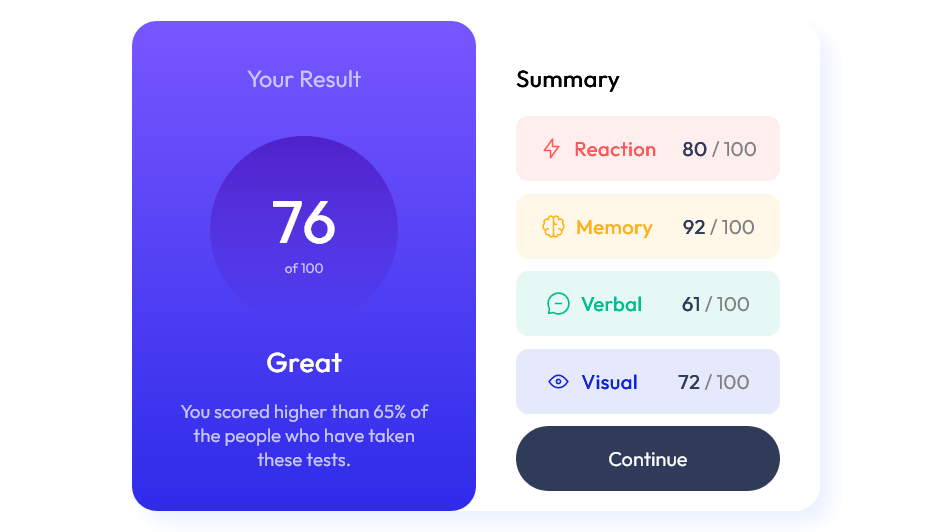 Your Result
76
of 100
Great
You scored higher than 65% of
the people who have taken
these tests.
Summary
Reaction 80 / 100
Memory 92 / 100
Verbal 61 / 100
Visual 72 / 100
Continue